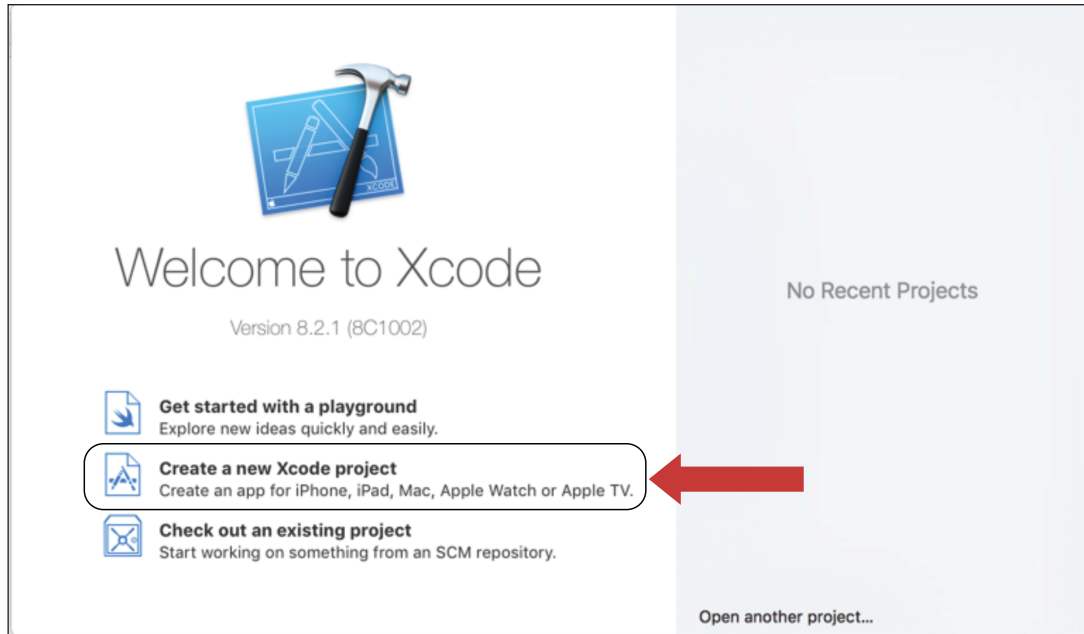 XCODE
Welcome to Xcode
Version 8.2.1 (8C1002)
Get started with a playground
Explore new ideas quickly and easily.
Create a new Xcode project
Create an app for iPhone, iPad, Mac, Apple Watch or Apple TV.
Check out an existing project
Start working on something from an SCM repository.
No Recent Projects
Open another project...